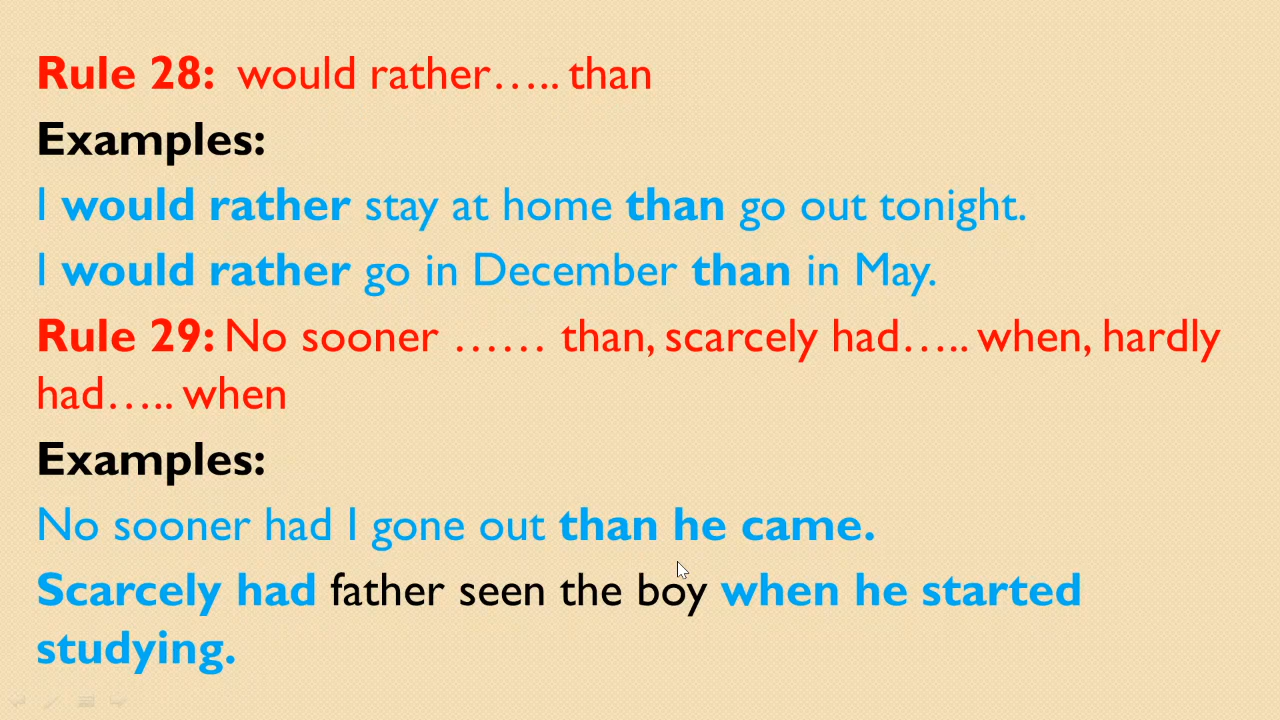 Rule 28:  would rather….. than
Examples:
I would rather stay at home than go out tonight.
I would rather go in December than in May.
Rule 29: No sooner …… than, scarcely had….. when, hardly
had….. when
Examples:
No sooner had I gone out than he came.
Scarcely had father seen the boy when he started
studying.